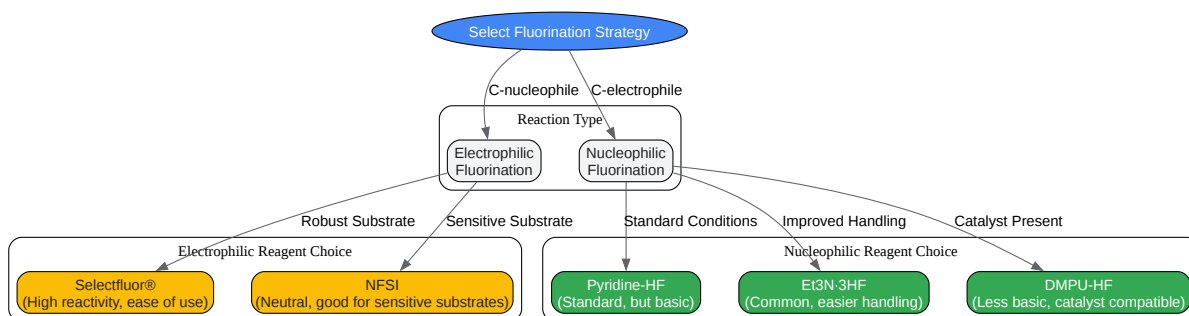 Select Fluorination Strategy
C-nucleophile
C-electrophile
Reaction Type
Electrophilic
Fluorination
Nucleophilic
Fluorination
Robust Substrate
Sensitive Substrate
Standard Conditions
Improved Handling
Catalyst Present
Electrophilic Reagent Choice
Nucleophilic Reagent Choice
Selectfluor®
(High reactivity, ease of use)
NFSI
(Neutral, good for sensitive substrates)
Pyridine-HF
(Standard, but basic)
Et3N·3HF
(Common, easier handling)
DMPU-HF
(Less basic, catalyst compatible)